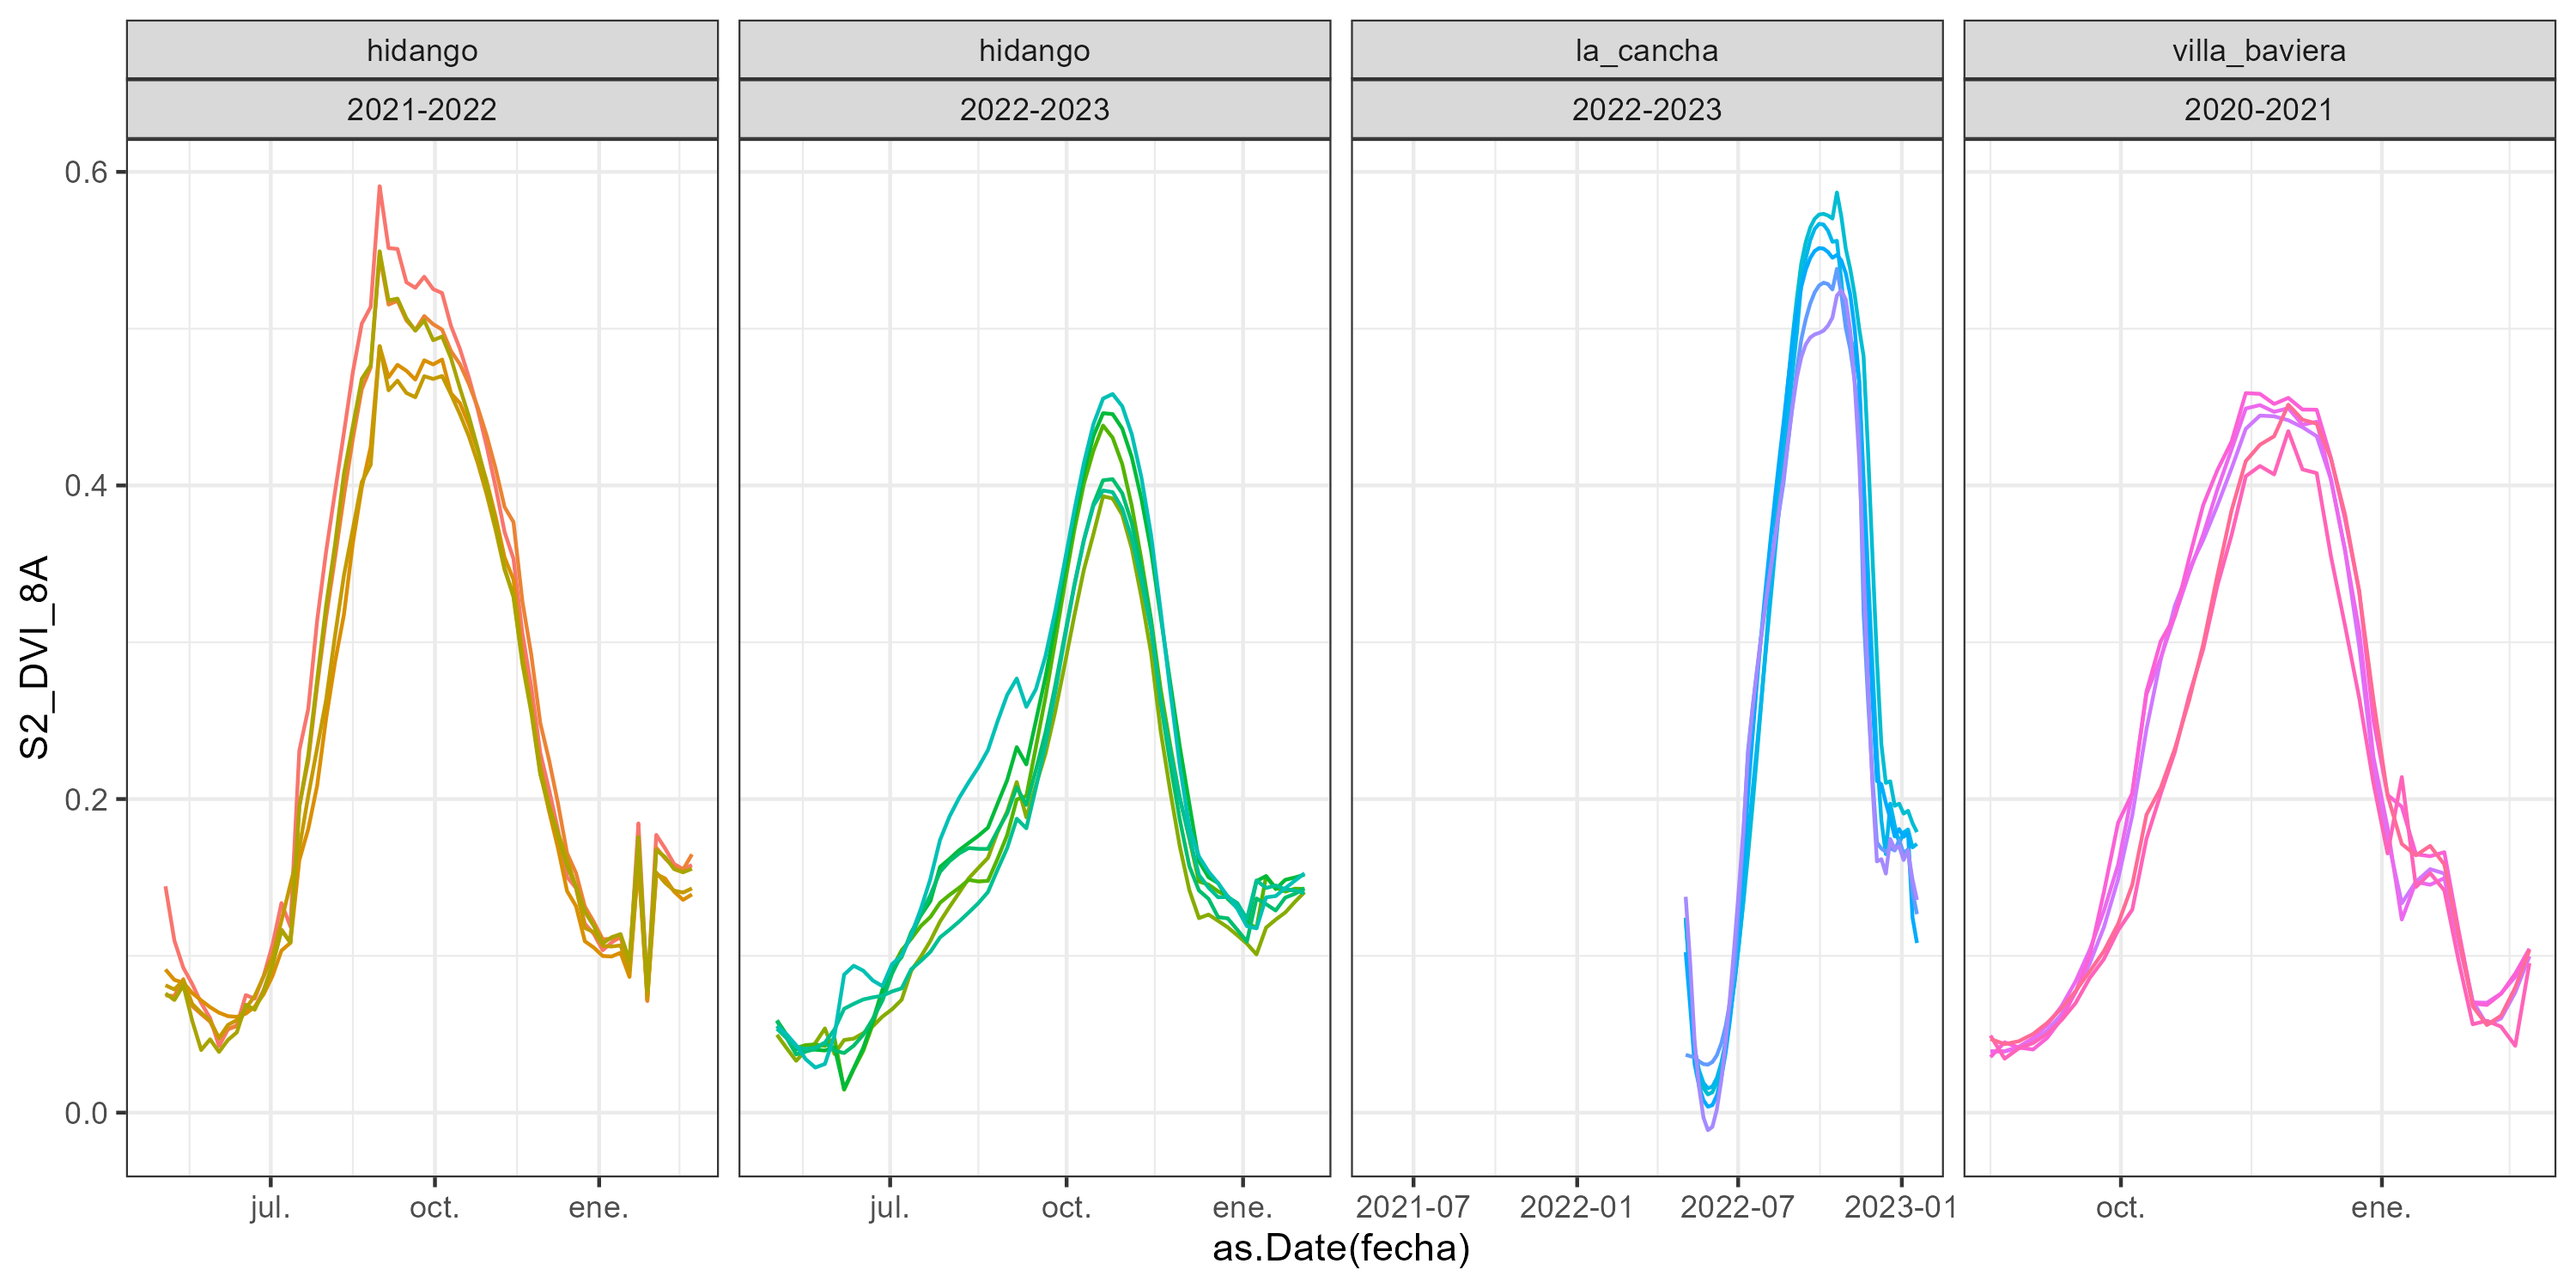 hidango hidango la_cancha villa_baviera
2021-2022 2022-2023 2022-2023 2020-2021
0.6
0.4
0.2
0.0
S2_DVI_8A
jul. oct. ene. jul. oct. ene. 2021-07 2022-01 2022-07 2023-01 oct. ene.
as.Date(fecha)